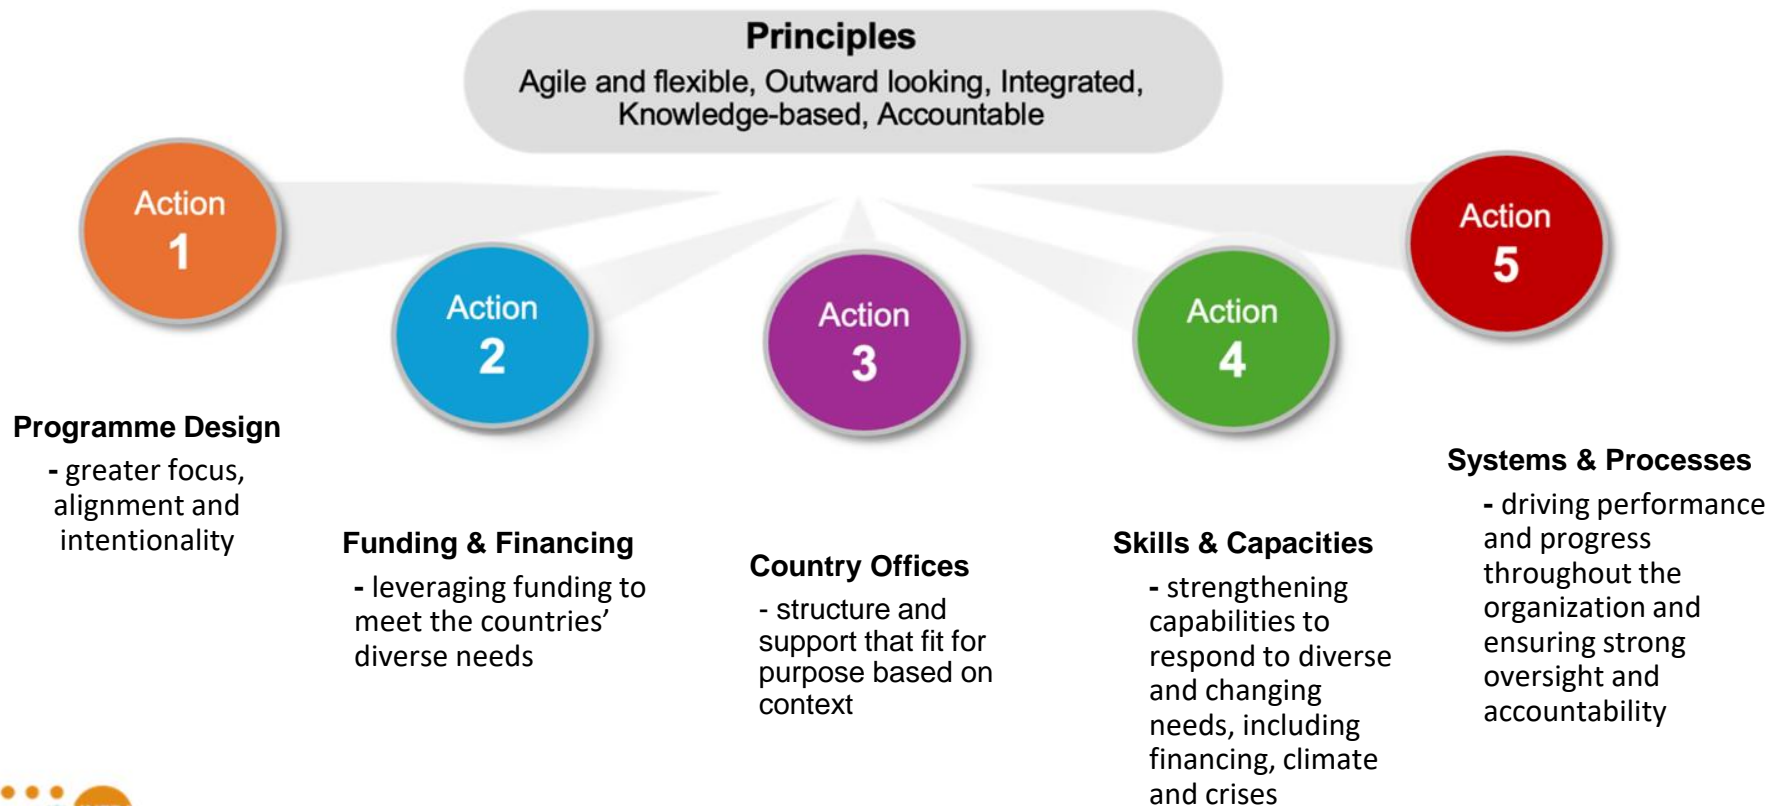 Principles
Agile and flexible, Outward looking, Integrated,
Knowledge-based, Accountable
Action
1
Action
2
Action
3
Action
4
Action
5
Programme Design
- greater focus,
alignment and
intentionality
Funding & Financing
- leveraging funding to
meet the countries’
diverse needs
Country Offices
- structure and
support that fit for
purpose based on
context
Skills & Capacities
- strengthening
capabilities to
respond to diverse
and changing
needs, including
financing, climate
and crises
Systems & Processes
- driving performance
and progress
throughout the
organization and
ensuring strong
oversight and
accountability